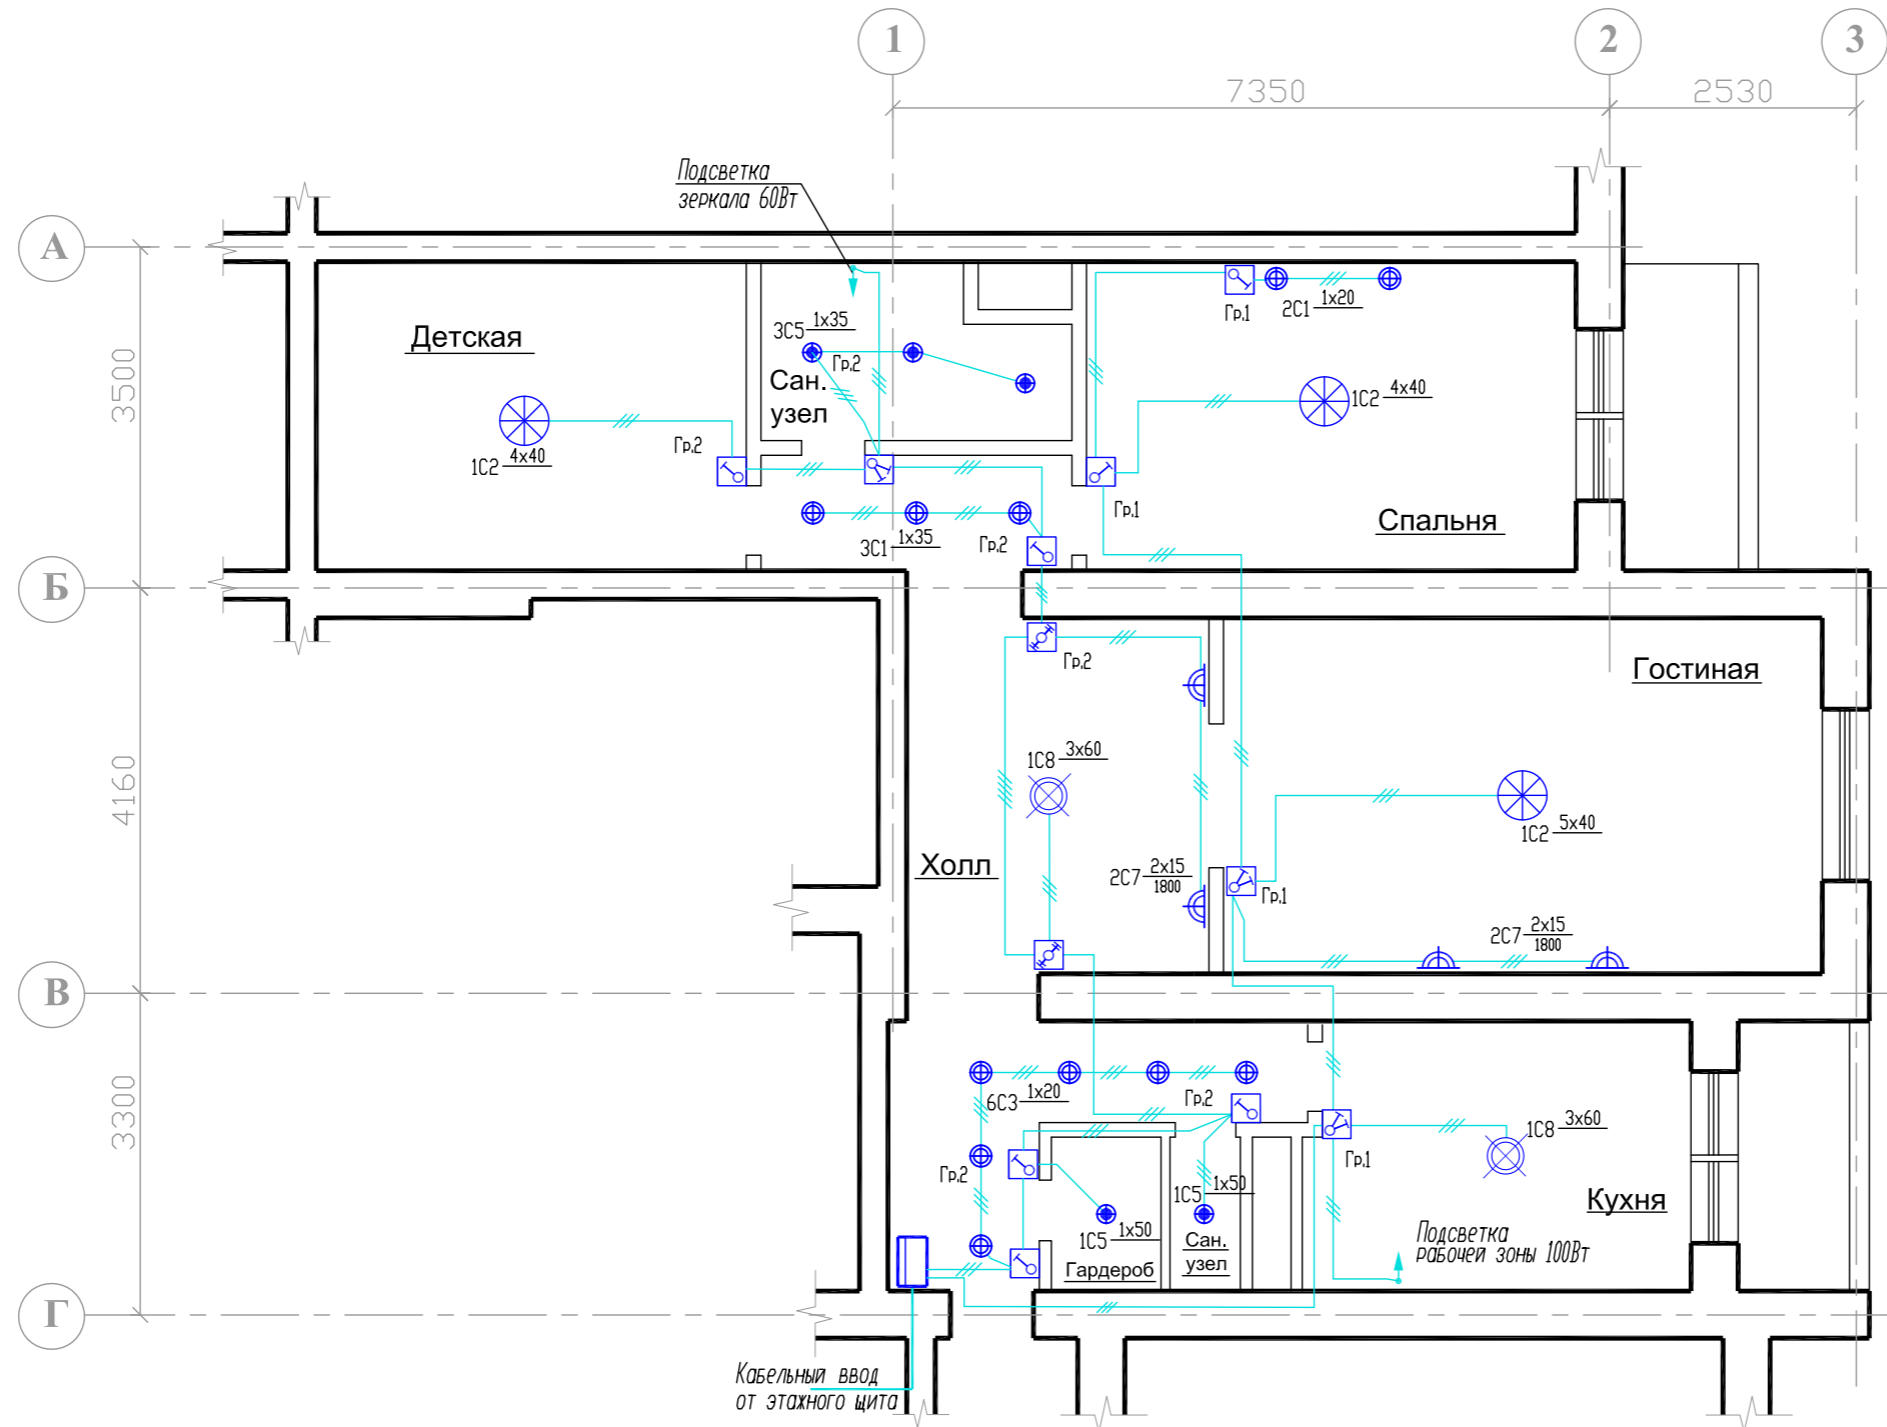 1
2
3
7350
2530
Подсветка
зеркала 60Вт
А
3500
Детская
3С5 1х35
Гр.2
Сан.
узел
Гр.1
2С1 1х20
1С2 4х40
1С2 4х40
Гр.2
Гр.1
Спальня
3С1 1х35
Гр.2
Б
Гр.2
Гостиная
4160
1С8 3х60
1С2 5х40
Холл
2С7 2х15
1800
Гр.1
2С7 2х15
1800
В
3300
6С3 1х20
Гр.2
1С8 3х60
Гр.1
Гр.2
1С5 1х50
Кухня
1С5 1х50
Сан.
узел
Гардероб
Подсветка
рабочей зоны 100Вт
Г
Кабельный ввод
от этажного щита